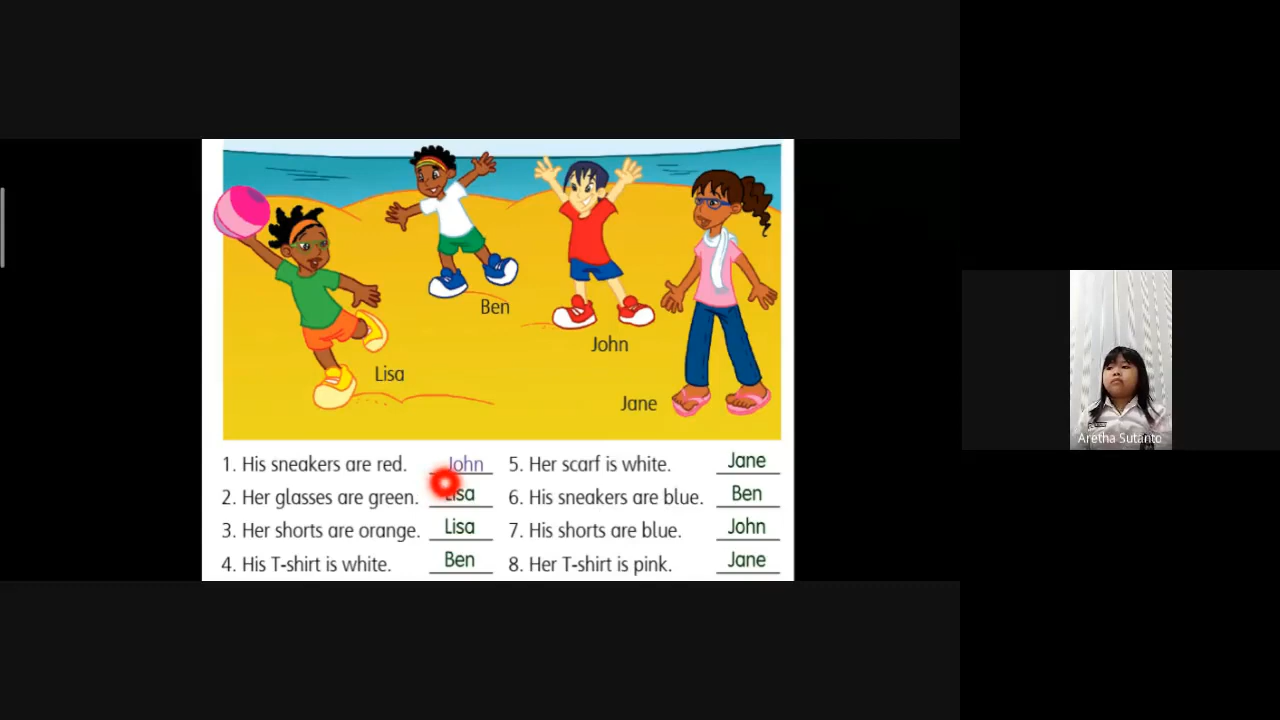 Ben
John
Lisa
Jane
1. His sneakers are red. John
2. Her glasses are green. Lisa
3. Her shorts are orange. Lisa
4. His T-shirt is white. Ben
5. Her scarf is white. Jane
6. His sneakers are blue. Ben
7. His shorts are blue. John
8. Her T-shirt is pink. Jane
Aretha Sutanto